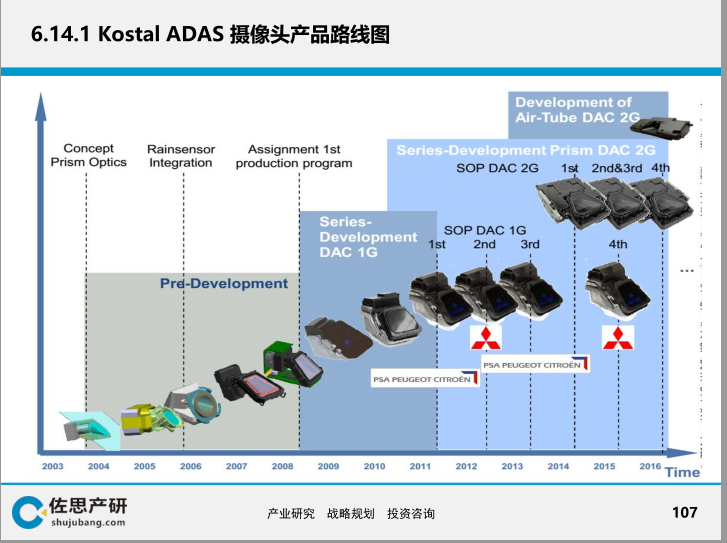 6.14.1 Kostal ADAS 摄像头产品路线图
Development of
Air-Tube DAC 2G
Concept
Prism Optics
Rainsensor
Integration
Assignment 1st
production program
Series-Development Prism DAC 2G
SOP DAC 2G
1st
2nd&3rd
4th
Series-
Development
DAC 1G
SOP DAC 1G
1st
2nd
3rd
4th
...
Pre-Development
PSA PEUGEOT CITROËN
PSA PEUGEOT CITROËN
2003 2004 2005 2006 2007 2008 2009 2010 2011 2012 2013 2014 2015 2016
Time
佐思产研
shujubang.com
产业研究 战略规划 投资咨询
107